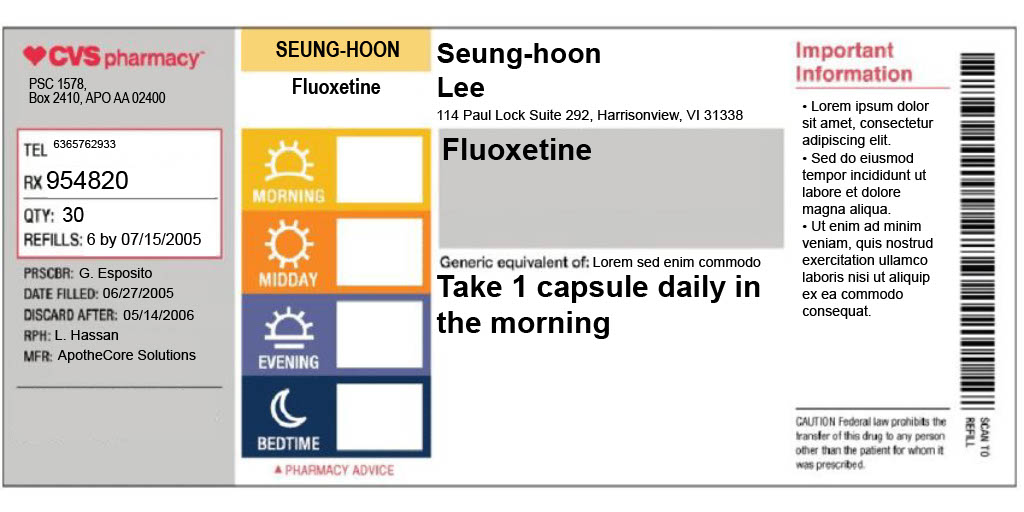 CVS pharmacy
PSC 1578,
Box 2410, APO AA 02400
TEL 6365762933
RX 954820
QTY: 30
REFILLS: 6 by 07/15/2005
PRSCBR: G. Esposito
DATE FILLED: 06/27/2005
DISCARD AFTER: 05/14/2006
RPH: L. Hassan
MFR: ApotheCore Solutions
SEUNG-HOON
Fluoxetine
MORNING
MIDDAY
EVENING
BEDTIME
▲ PHARMACY ADVICE
Seung-hoon
Lee
114 Paul Lock Suite 292, Harrisonview, VI 31338
Fluoxetine
Generic equivalent of: Lorem sed enim commodo
Take 1 capsule daily in
the morning
Important
Information
• Lorem ipsum dolor
sit amet, consectetur
adipiscing elit.
• Sed do eiusmod
tempor incididunt ut
labore et dolore
magna aliqua.
• Ut enim ad minim
veniam, quis nostrud
exercitation ullamco
laboris nisi ut aliquip
ex ea commodo
consequat.
CAUTION Federal law prohibits the
transfer of this drug to any person
other than the patient for whom it
was prescribed.
SCAN TO
REFILL